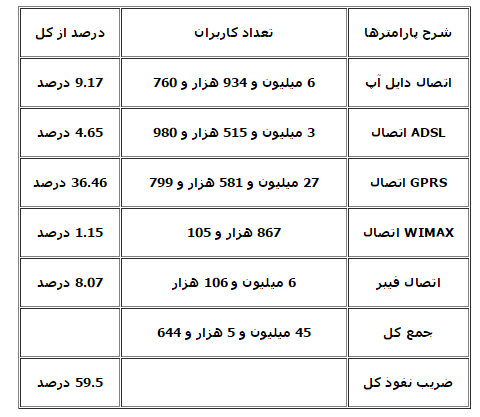 شرح پارامترها تعداد کاربران درصد از کل
اتصال دایل آپ 6 میلیون و 934 هزار و 760 9.17 درصد
ADSL اتصال 3 میلیون و 515 هزار و 980 4.65 درصد
GPRS اتصال 27 میلیون و 581 هزار و 799 36.46 درصد
WIMAX اتصال 867 هزار و 105 1.15 درصد
اتصال فیبر 6 میلیون و 106 هزار 8.07 درصد
جمع کل 45 میلیون و 5 هزار و 644
ضریب نفوذ کل 59.5 درصد